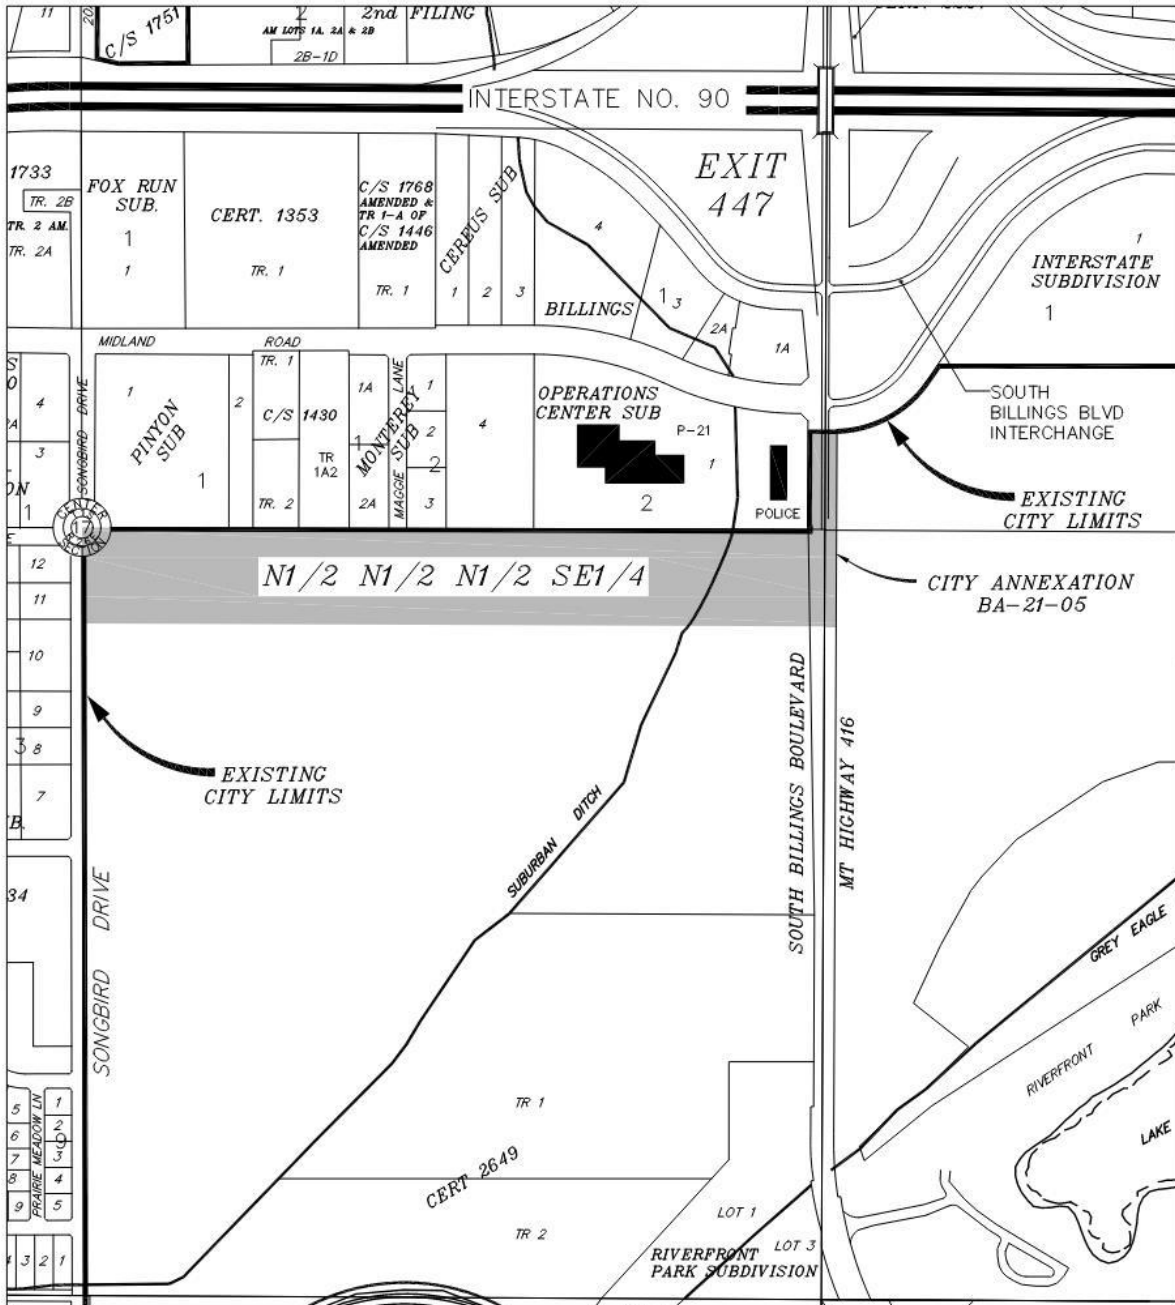 11
C/S 1751
2
2nd FILING
AM LOTS 1A, 2A & 2B
2B-1D
INTERSTATE NO. 90
EXIT
447
1733
TR. 2B
TR. 2 AM.
TR. 2A
FOX RUN
SUB.
1
1
CERT. 1353
TR. 1
C/S 1768
AMENDED &
TR 1-A OF
C/S 1446
AMENDED
TR. 1
CEREUS SUB
1
2
3
4
BILLINGS
1
3
2A
1A
1
INTERSTATE
SUBDIVISION
1
MIDLAND
ROAD
SONGBIRD DRIVE
4
3
1
1
PINYON
SUB
1
2
TR. 1
C/S 1430
TR. 2
TR
1A2
1A
1
MONTEREY
SUB
2A
MAGGIE LANE
1
2
2
3
4
OPERATIONS
CENTER SUB
P-21
1
2
POLICE
SOUTH
BILLINGS BLVD
INTERCHANGE
EXISTING
CITY LIMITS
CENTER
17
SECTION
N1/2 N1/2 N1/2 SE1/4
CITY ANNEXATION
BA-21-05
12
11
10
9
3
8
7
EXISTING
CITY LIMITS
SUBURBAN DITCH
SOUTH BILLINGS BOULEVARD
MT HIGHWAY 416
34
SONGBIRD DRIVE
GREY EAGLE
RIVERFRONT PARK
LAKE
5
6
7
8
9
PRAIRIE MEADOW LN
1
2
9
3
4
5
3
2
1
TR 1
CERT 2649
TR 2
LOT 1
LOT 3
RIVERFRONT
PARK SUBDIVISION